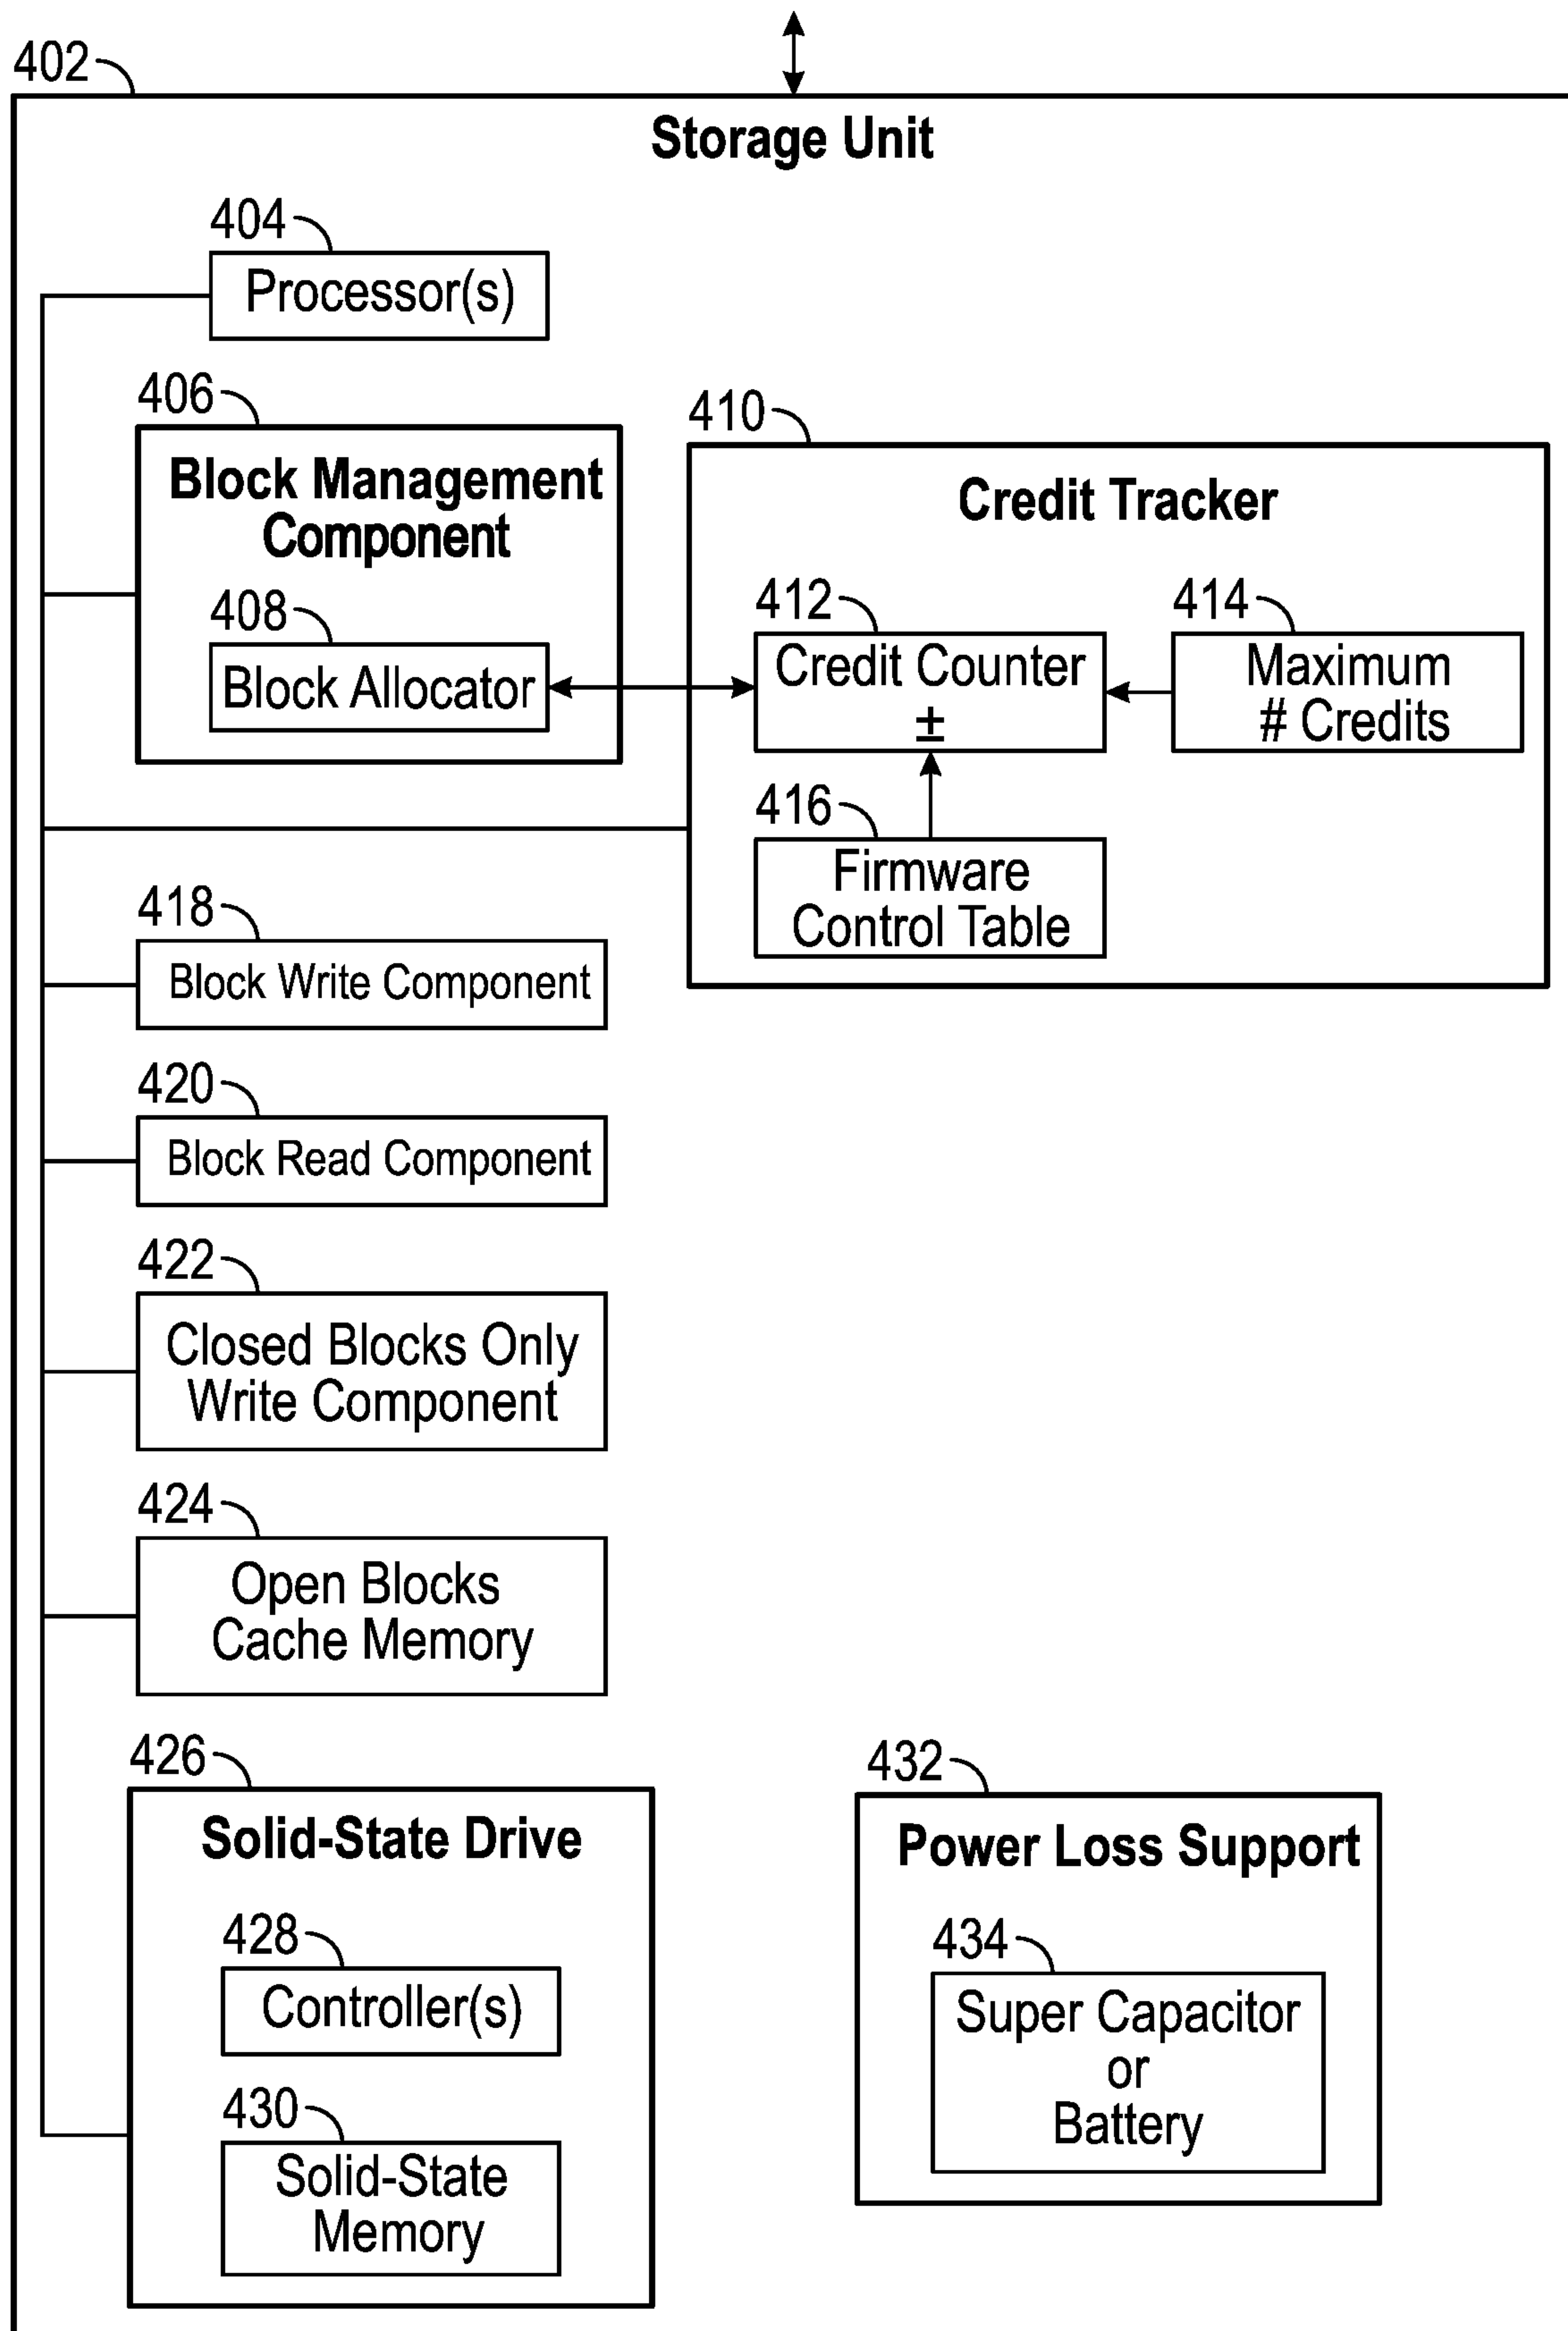 402
Storage Unit
404
Processor(s)
406
Block Management
Component
408
Block Allocator
410
Credit Tracker
412
Credit Counter
±
414
Maximum
# Credits
416
Firmware
Control Table
418
Block Write Component
420
Block Read Component
422
Closed Blocks Only
Write Component
424
Open Blocks
Cache Memory
426
Solid-State Drive
428
Controller(s)
430
Solid-State
Memory
432
Power Loss Support
434
Super Capacitor
or
Battery